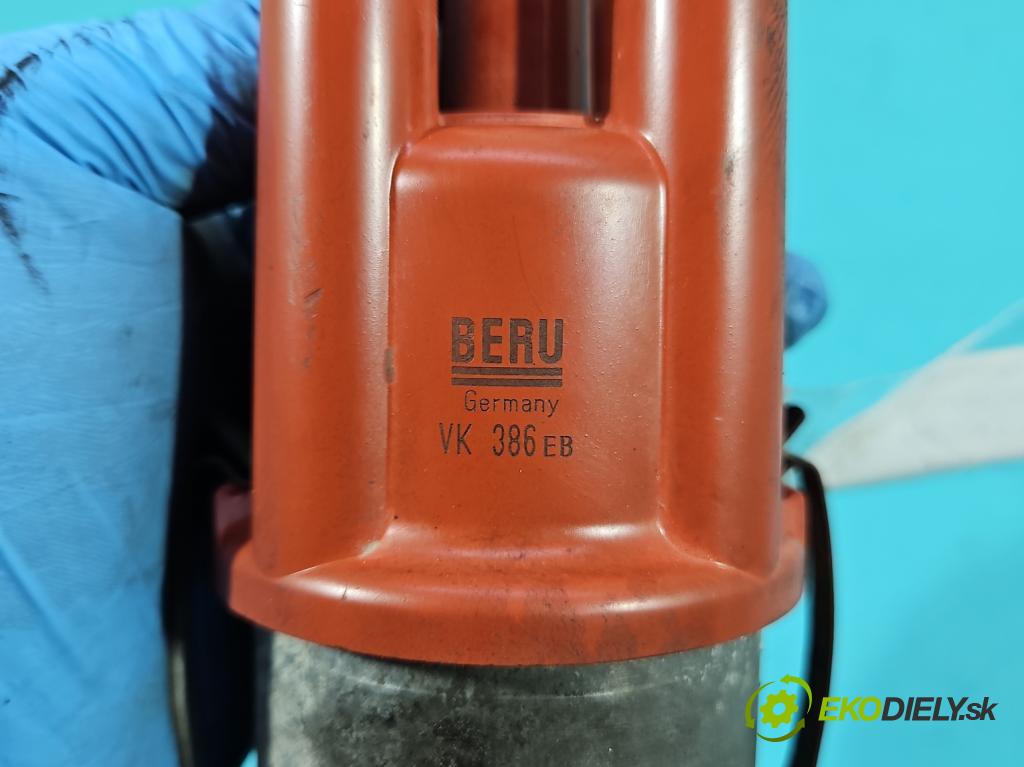 BERU
Germany
VK 386 EB
EKODIELY.sk